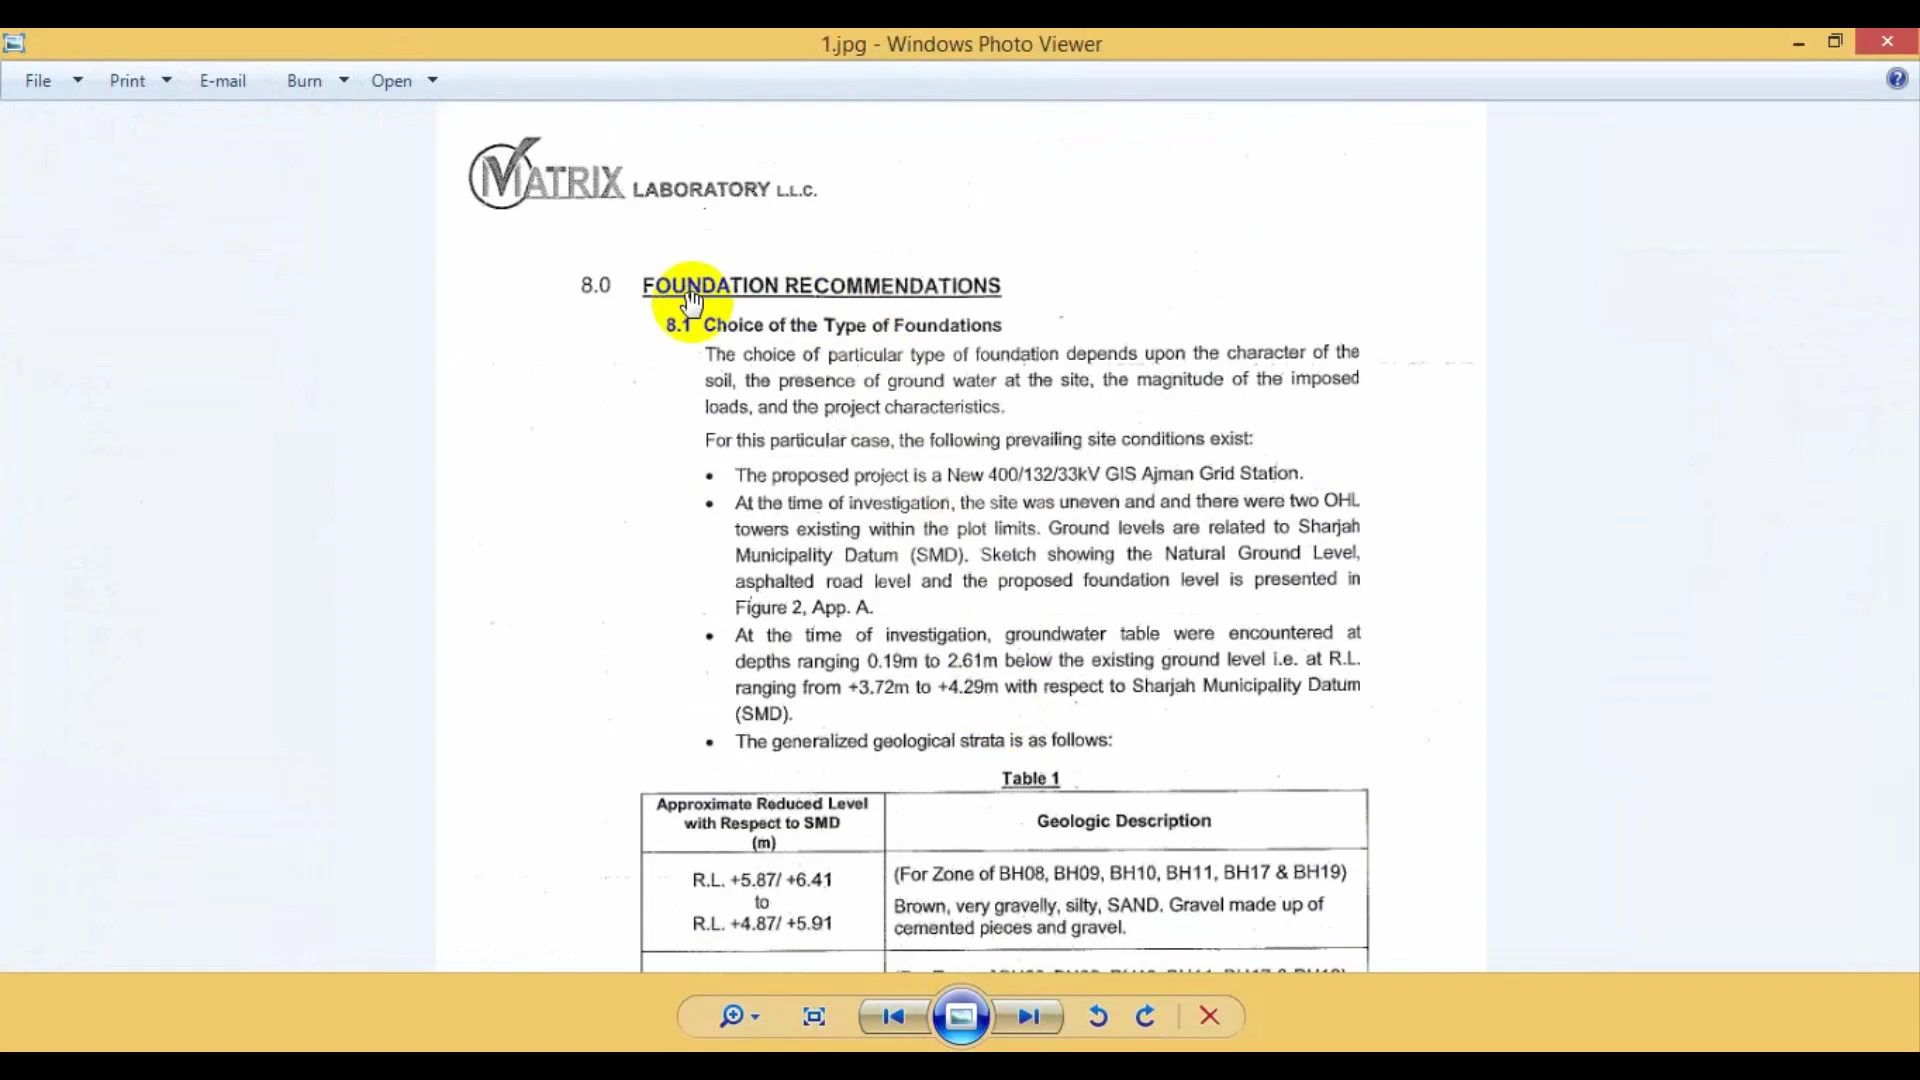 1.jpg - Windows Photo Viewer
File Print E-mail Burn Open
MATRIX LABORATORY L.L.C.
8.0 FOUNDATION RECOMMENDATIONS
8.1 Choice of the Type of Foundations
The choice of particular type of foundation depends upon the character of the
soil, the presence of ground water at the site, the magnitude of the imposed
loads, and the project characteristics.
For this particular case, the following prevailing site conditions exist:
• The proposed project is a New 400/132/33kV GIS Ajman Grid Station.
• At the time of investigation, the site was uneven and and there were two OHL
towers existing within the plot limits. Ground levels are related to Sharjah
Municipality Datum (SMD). Sketch showing the Natural Ground Level,
asphalted road level and the proposed foundation level is presented in
Figure 2, App. A.
• At the time of investigation, groundwater table were encountered at
depths ranging 0.19m to 2.61m below the existing ground level i.e. at R.L.
ranging from +3.72m to +4.29m with respect to Sharjah Municipality Datum
(SMD).
• The generalized geological strata is as follows:
Table 1
Approximate Reduced Level
with Respect to SMD
(m)
Geologic Description
R.L. +5.87/ +6.41
to
R.L. +4.87/ +5.91
(For Zone of BH08, BH09, BH10, BH11, BH17 & BH19)
Brown, very gravelly, silty, SAND. Gravel made up of
cemented pieces and gravel.